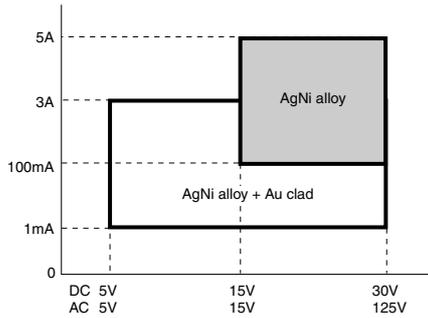 5A
AgNi alloy
3A
100mA
AgNi alloy + Au clad
1mA
0
DC 5V 15V 30V
AC 5V 15V 125V